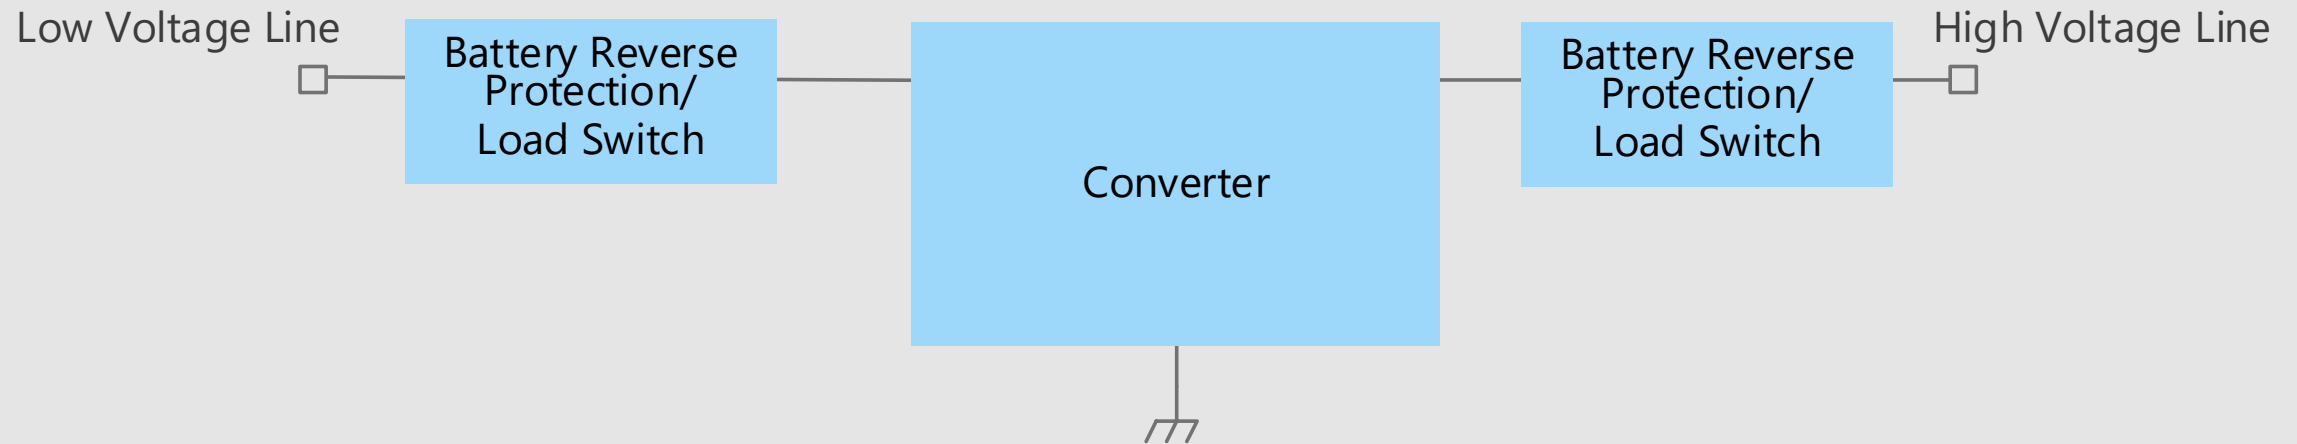 Low Voltage Line
Battery Reverse
Protection/
Load Switch
Converter
Battery Reverse
Protection/
Load Switch
High Voltage Line